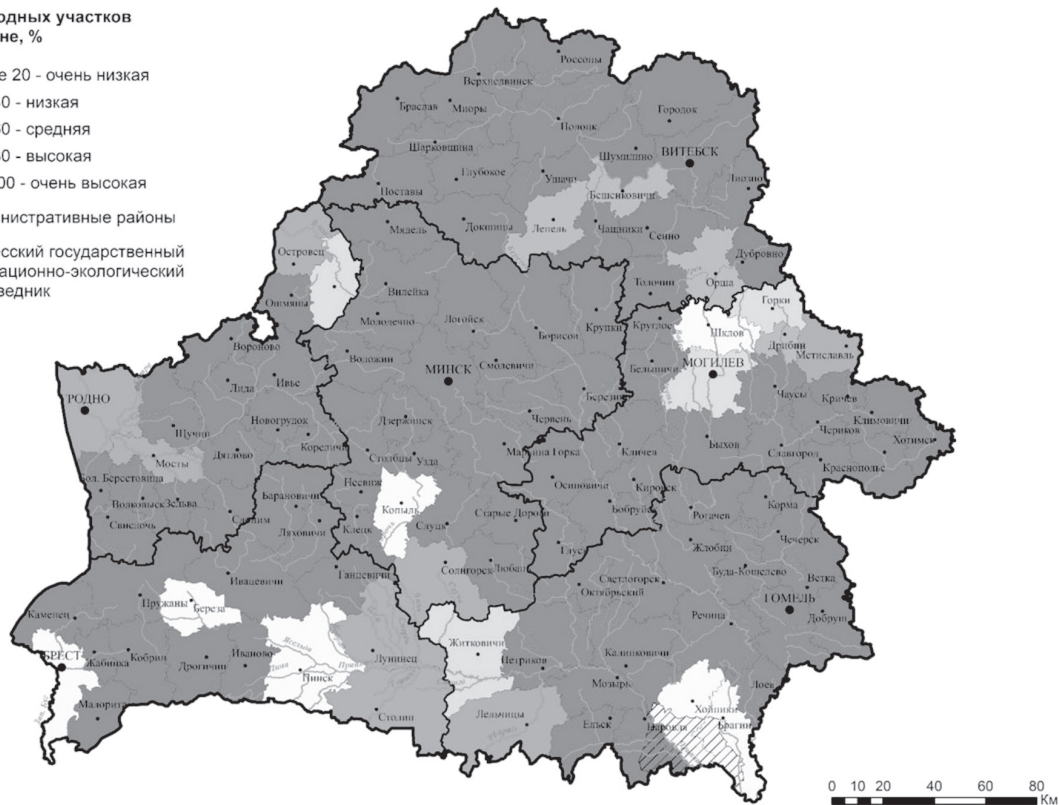 одных участков
не, %
е 20 - очень низкая
0 - низкая
60 - средняя
0 - высокая
00 - очень высокая
инистративные районы
сский государственный
ационно-экологический
ведник
Россоны
Верхнедвинск
Браслав
Миоры
Городок
Полоцк
Шарковщина
Шумилино
ВИТЕБСК
Глубокое
Ушачи
Лиозно
Поставы
Бешенковичи
Докшицы
Лепель
Чашники
Сенно
Мядель
Островец
Дубровно
Орша
Толочин
Ошмяны
Вилейка
Горки
Молодечно
Логойск
Крупки
Круглое
Шклов
Борисов
Дрибин
Вороново
Воложин
Мстиславль
Смолевичи
Белыничи
МОГИЛЕВ
МИНСК
Лида
Ивье
Березин
Чаусы
Кричев
РОДНО
Дзержинск
Червень
Климовичи
Новогрудок
Чериков
Щучин
Хотимск
Кореличи
Быхов
Дятлово
Столбцы
Узда
Марьина Горка
Кличев
Славгород
Мосты
Краснополье
Бол. Берестовица
Несвиж
Осиповичи
Кировск
Барановичи
Волковыск
Зельва
Корма
Копыль
Бобруйск
Рогачев
Слоним
Старые Дороги
Свислочь
Клецк
Слуцк
Ляховичи
Чечерск
Глуск
Жлобин
Солигорск
Любан
Ганцевичи
Буда-Кошелево
Ивацевичи
Светлогорск
Ветка
Октябрьский
Пружаны
Береза
ГОМЕЛЬ
Каменец
Речица
Добруш
Ясельда
Житковичи
БРЕСТ
Кобрин
Иваново
Лунинец
Калинковичи
Жабинка
Дрогичин
Пина
Петриков
Пинск
Мозырь
Лоев
Малорита
Хойники
Столин
Лельчицы
Ельск
Наровля
Брагин
0 10 20 40 60 80
Км